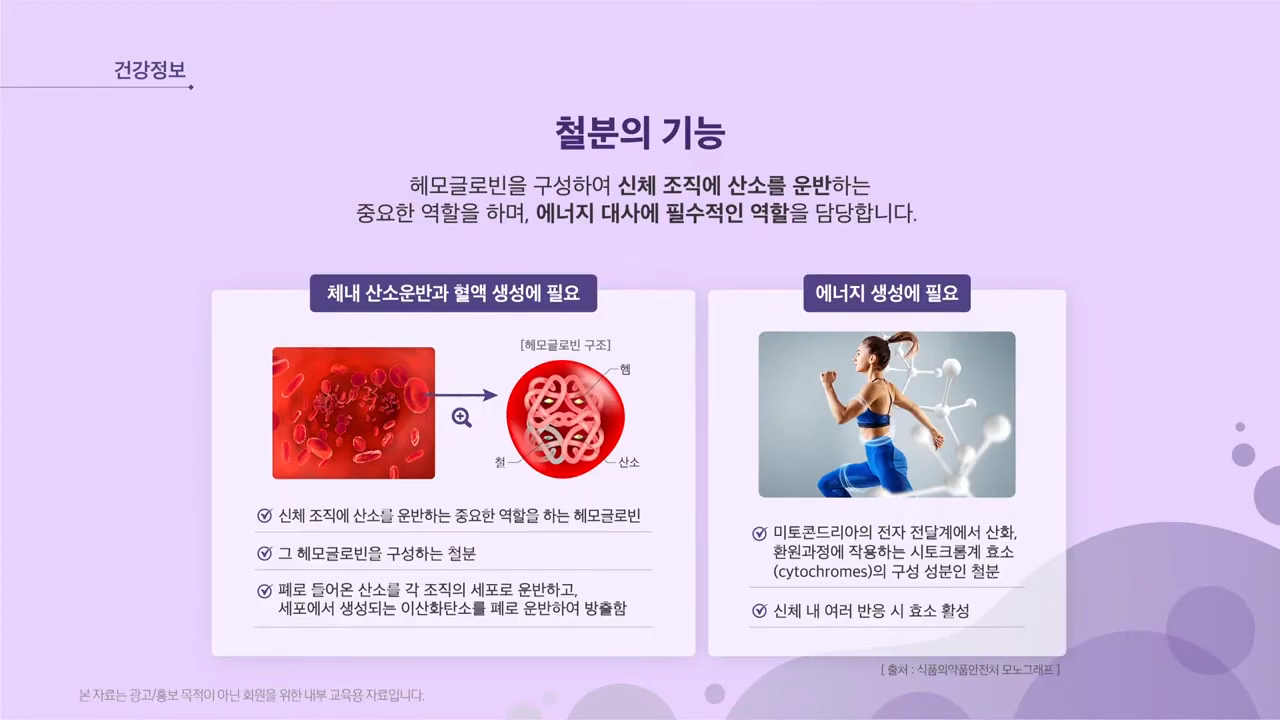 건강정보
철분의 기능
헤모글로빈을 구성하여 신체 조직에 산소를 운반하는
중요한 역할을 하며, 에너지 대사에 필수적인 역할을 담당합니다.
체내 산소운반과 혈액 생성에 필요
[헤모글로빈 구조]
헴
철
산소
신체 조직에 산소를 운반하는 중요한 역할을 하는 헤모글로빈
그 헤모글로빈을 구성하는 철분
폐로 들어온 산소를 각 조직의 세포로 운반하고,
세포에서 생성되는 이산화탄소를 폐로 운반하여 방출함
에너지 생성에 필요
미토콘드리아의 전자 전달계에서 산화,
환원과정에 작용하는 시토크롬계 효소
(cytochromes)의 구성 성분인 철분
신체 내 여러 반응 시 효소 활성
[ 출처 : 식품의약품안전처 모노그래프 ]
본 자료는 광고/홍보 목적이 아닌 회원을 위한 내부 교육용 자료입니다.